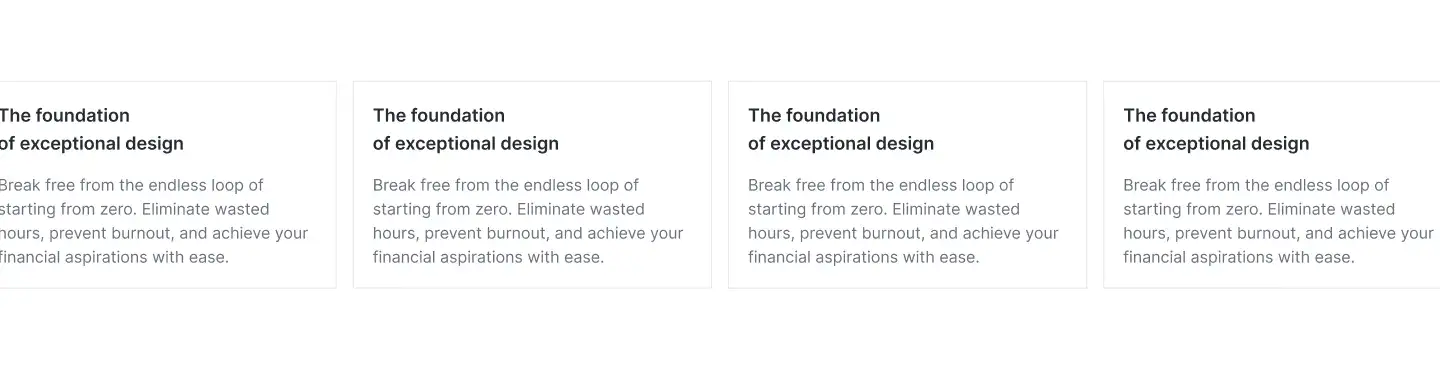 The foundation
of exceptional design
Break free from the endless loop of
starting from zero. Eliminate wasted
hours, prevent burnout, and achieve your
financial aspirations with ease.
The foundation
of exceptional design
Break free from the endless loop of
starting from zero. Eliminate wasted
hours, prevent burnout, and achieve your
financial aspirations with ease.
The foundation
of exceptional design
Break free from the endless loop of
starting from zero. Eliminate wasted
hours, prevent burnout, and achieve your
financial aspirations with ease.
The foundation
of exceptional design
Break free from the endless loop of
starting from zero. Eliminate wasted
hours, prevent burnout, and achieve your
financial aspirations with ease.